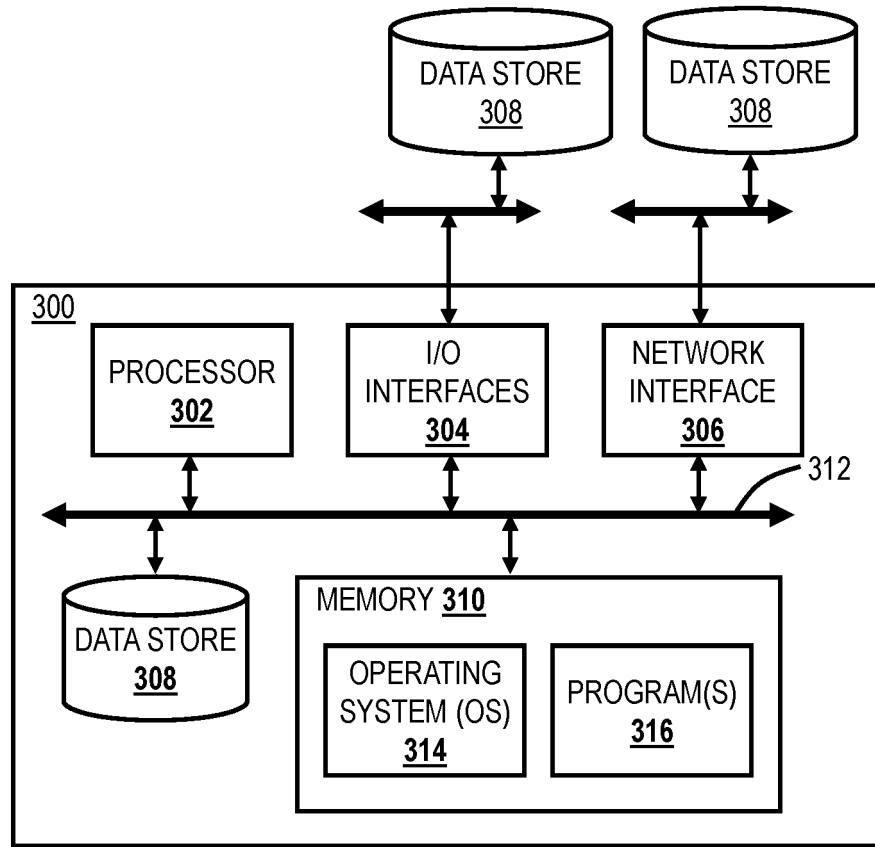 DATA STORE
308
DATA STORE
308
300
PROCESSOR
302
I/O
INTERFACES
304
NETWORK
INTERFACE
306
312
DATA STORE
308
MEMORY 310
OPERATING
SYSTEM (OS)
314
PROGRAM(S)
316